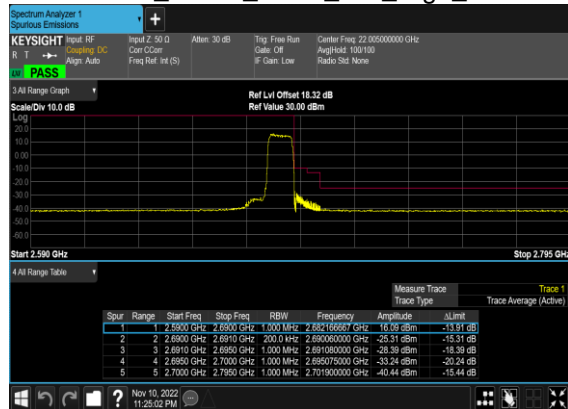 Spectrum Analyzer 1
Spurious Emissions
+
KEYSIGHT Input: RF Input Z: 50 Ω Atten: 30 dB Trig: Free Run Center Freq: 22.005000000 GHz
R T Coupling: DC Corr CCorr Gate: Off Avg|Hold: 100/100
Align: Auto Freq Ref: Int (S) IF Gain: Low Radio Std: None
PASS
3 All Range Graph Ref Lvl Offset 18.32 dB
Scale/Div 10.0 dB Ref Value 30.00 dBm
Log
20.0
10.0
0.00
-10.0
-20.0
-30.0
-40.0
-50.0
-60.0
Start 2.590 GHz Stop 2.795 GHz
4 All Range Table
Measure Trace Trace 1
Trace Type Trace Average (Active)
Spur Range Start Freq Stop Freq RBW Frequency Amplitude ΔLimit
1 1 2.5900 GHz 2.6900 GHz 1.000 MHz 2.682166667 GHz 16.09 dBm -13.91 dB
2 2 2.6900 GHz 2.6910 GHz 200.0 kHz 2.690060000 GHz -25.31 dBm -15.31 dB
3 3 2.6910 GHz 2.6950 GHz 1.000 MHz 2.691080000 GHz -28.39 dBm -18.39 dB
4 4 2.6950 GHz 2.7000 GHz 1.000 MHz 2.695075000 GHz -33.24 dBm -20.24 dB
5 5 2.7000 GHz 2.7950 GHz 1.000 MHz 2.701900000 GHz -40.44 dBm -15.44 dB
? Nov 10, 2022
11:25:02 PM